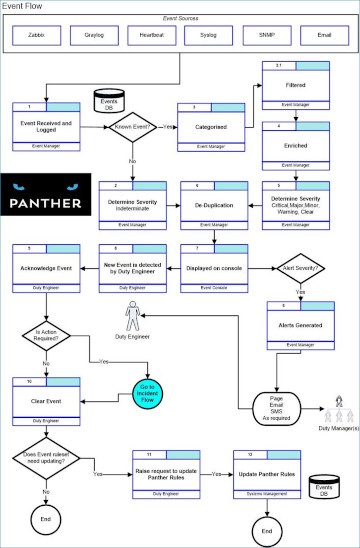 Event Flow
Event Sources
Zabbix
Graylog
Heartbeat
Syslog
SNMP
Email
3.1
Filtered
Event Manager
1
Event Received and
Logged
Event Manager
Events
DB
Known Event?
Yes
3
Categorised
Event Manager
4
Enriched
Event Manager
No
PANTHER
2
Determine Severity
Indeterminate
Event Manager
6
De-Duplication
Event Manager
5
Determine Severity
Critical,Major,Minor,
Warning, Clear
Event Manager
5
Acknowledge Event
Duty Engineer
6
New Event is detected
by Duty Engineer
Duty Engineer
7
Displayed on console
Event Console
Alert Severity?
Yes
Duty Engineer
Alerts Generated
Event Manager
Is Action
Required?
Yes
No
Go to
Incident
Flow
Page
Email
SMS
As required
Duty Manager(s)
10
Clear Event
Duty Engineer
Does Event ruleset
need updating?
Yes
11
Raise request to update
Panther Rules
Duty Engineer
Yes
12
Update Panther Rules
Systems Management
Events
DB
No
End
End